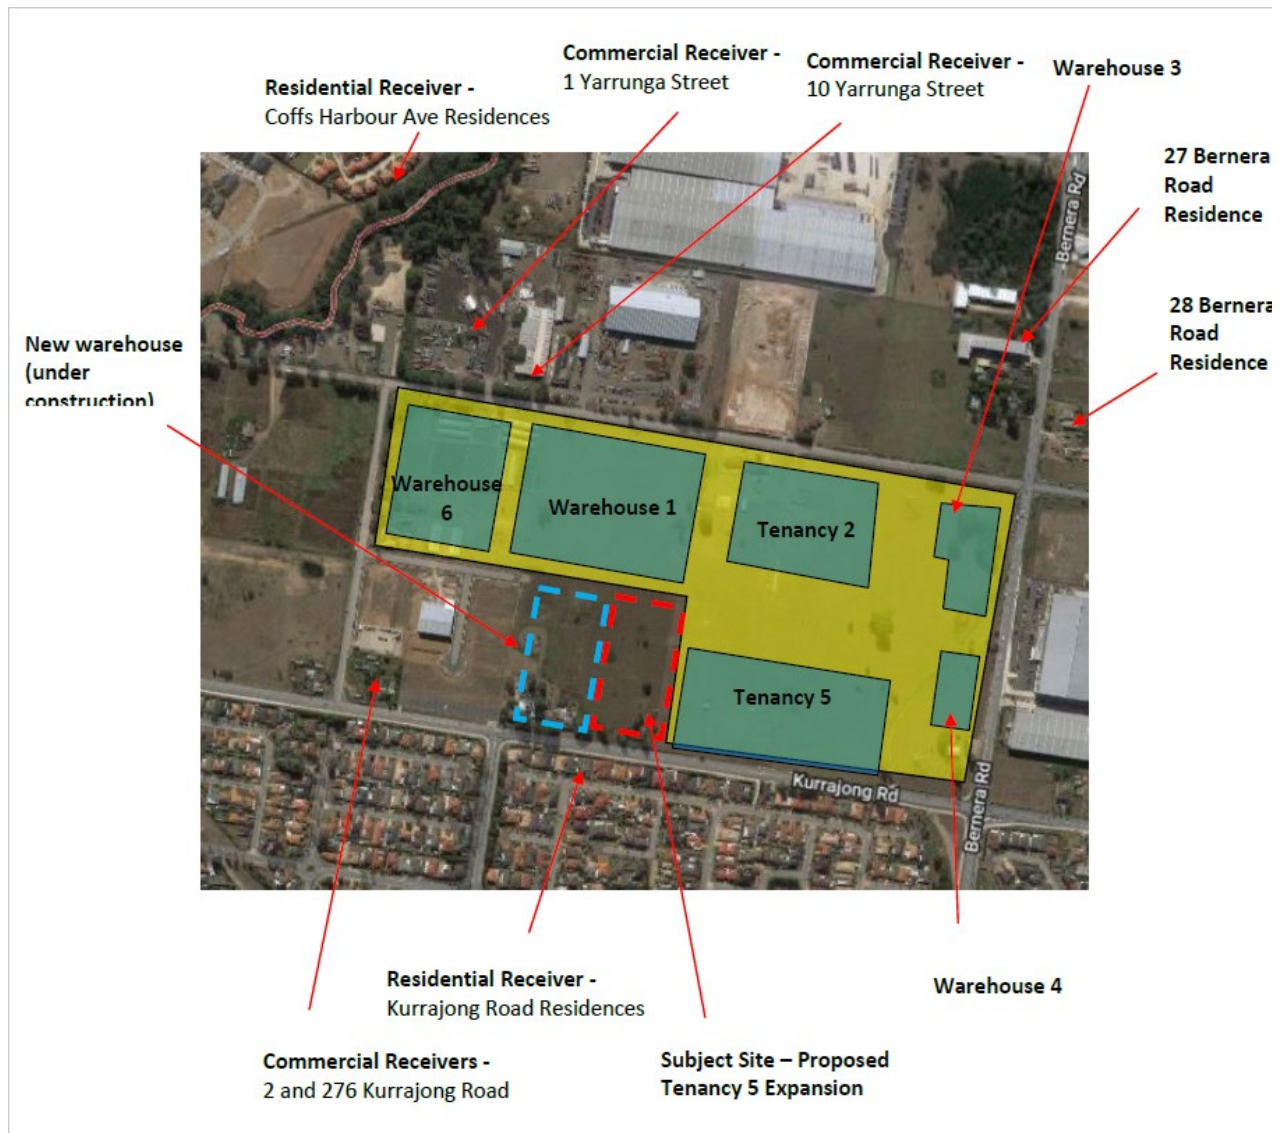 Commercial Receiver -
1 Yarrunga Street
Commercial Receiver -
10 Yarrunga Street
Warehouse 3
Residential Receiver -
Coffs Harbour Ave Residences
27 Bernera
Road
Residence
Bernera Rd
28 Bernera
Road
Residence
New warehouse
(under
construction)
Warehouse
6
Warehouse 1
Tenancy 2
Tenancy 5
Kurrajong Rd
Bernera Rd
Residential Receiver -
Kurrajong Road Residences
Warehouse 4
Commercial Receivers -
2 and 276 Kurrajong Road
Subject Site – Proposed
Tenancy 5 Expansion